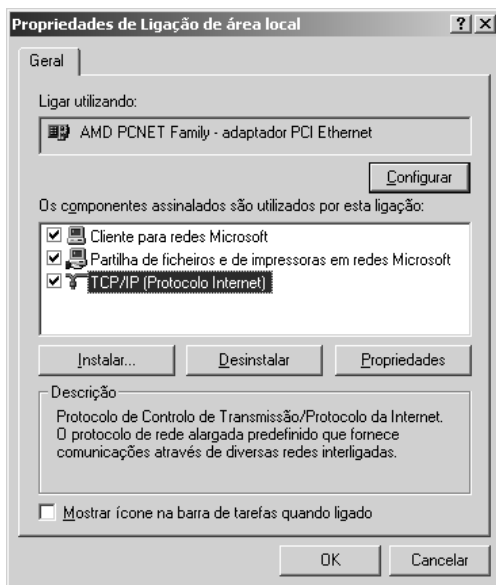 Propriedades de Ligação de área local
Geral
Ligar utilizando:
AMD PCNET Family - adaptador PCI Ethernet
Configurar
Os componentes assinalados são utilizados por esta ligação:
Cliente para redes Microsoft
Partilha de ficheiros e de impressoras em redes Microsoft
TCP/IP (Protocolo Internet)
Instalar... Desinstalar Propriedades
Descrição
Protocolo de Controlo de Transmissão/Protocolo da Internet.
O protocolo de rede alargada predefinido que fornece
comunicações através de diversas redes interligadas.
Mostrar ícone na barra de tarefas quando ligado
OK Cancelar